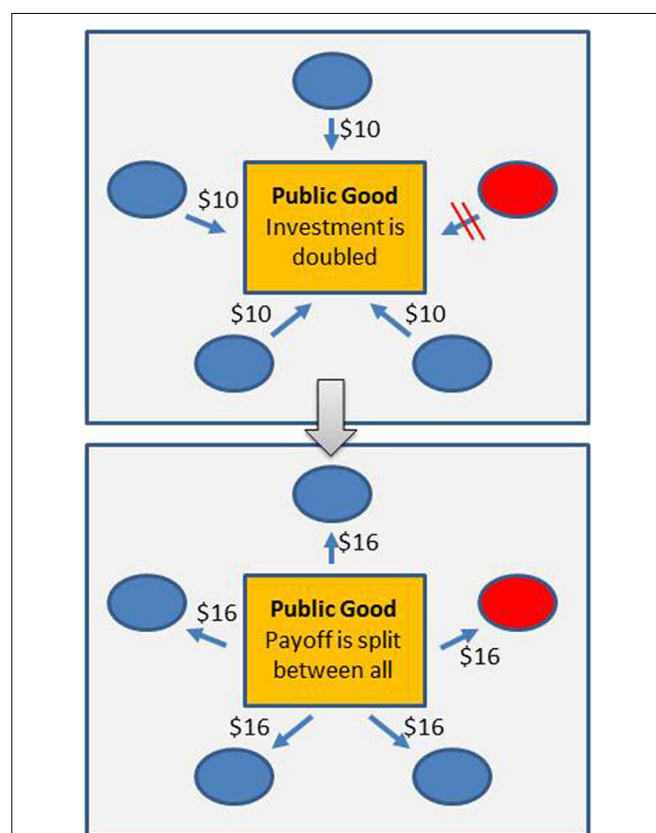 $10
$10
Public Good
Investment is
doubled
$10
$10
$16
$16
Public Good
Payoff is split
between all
$16
$16
$16